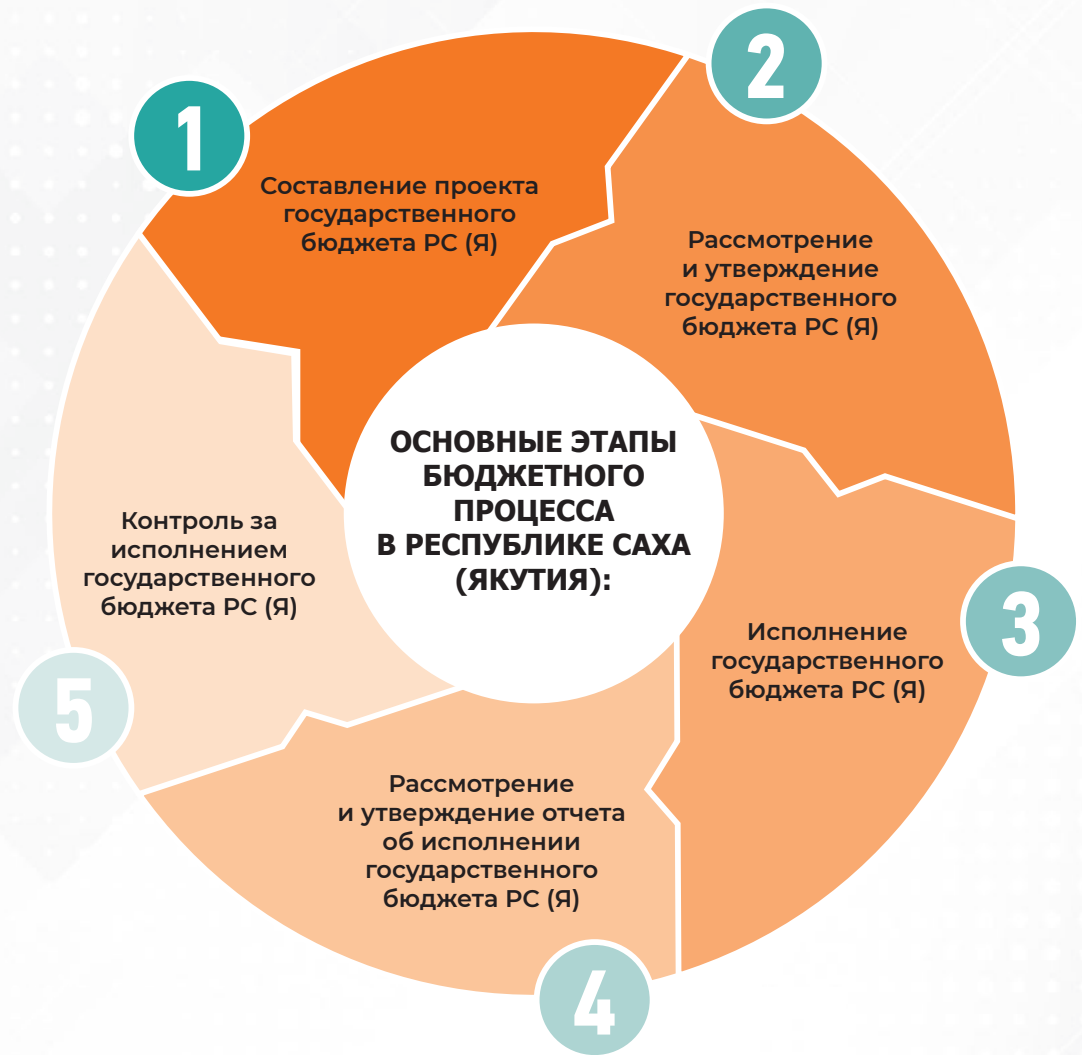 1
Составление проекта
государственного
бюджета РС (Я)
2
Рассмотрение
и утверждение
государственного
бюджета РС (Я)
ОСНОВНЫЕ ЭТАПЫ
БЮДЖЕТНОГО
ПРОЦЕССА
В РЕСПУБЛИКЕ САХА
(ЯКУТИЯ):
3
Исполнение
государственного
бюджета РС (Я)
4
Рассмотрение
и утверждение отчета
об исполнении
государственного
бюджета РС (Я)
5
Контроль за
исполнением
государственного
бюджета РС (Я)